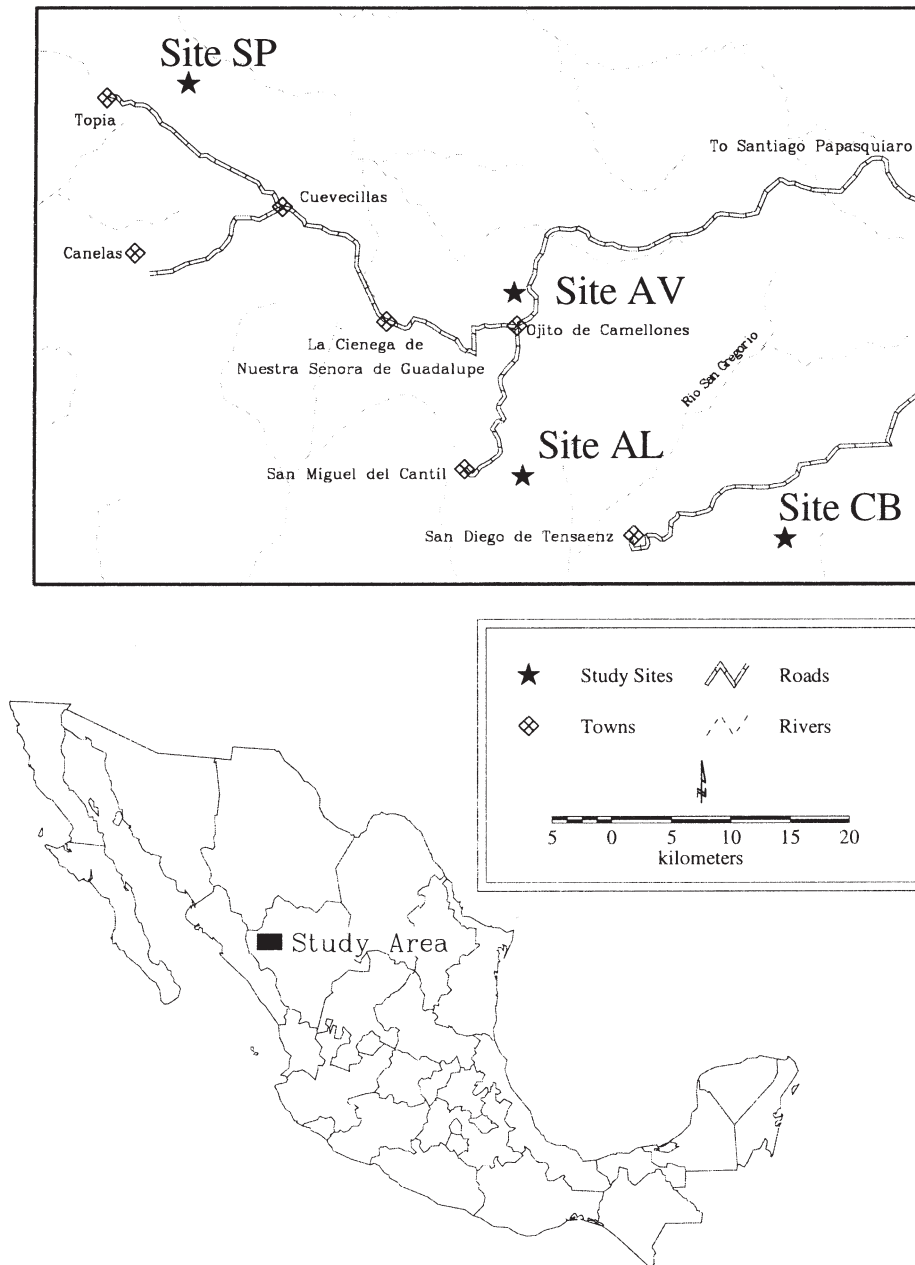 Site SP
Topia
To Santiago Papasquiaro
Cuevecillas
Canelas
Site AV
Ojito de Camellones
La Cienega de
Nuestra Senora de Guadalupe
Rio San Gregorio
Site AL
San Miguel del Cantil
Site CB
San Diego de Tensaenz
Study Sites
Roads
Towns
Rivers
N
5 0 5 10 15 20
kilometers
Study Area